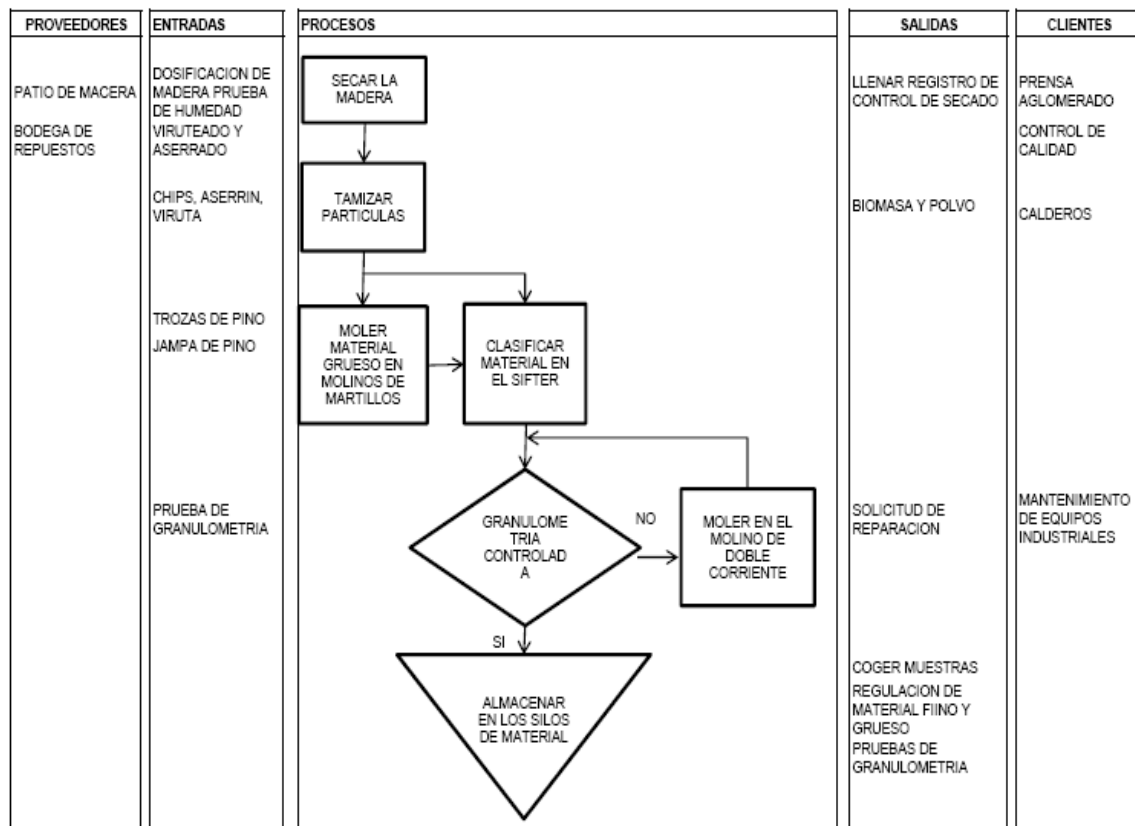 PROVEEDORES
ENTRADAS
PROCESOS
SALIDAS
CLIENTES
PATIO DE MACERA
BODEGA DE
REPUESTOS
DOSIFICACION DE
MADERA PRUEBA
DE HUMEDAD
VIRUTEADO Y
ASERRADO
CHIPS, ASERRIN,
VIRUTA
TROZAS DE PINO
JAMPA DE PINO
PRUEBA DE
GRANULOMETRIA
SECAR LA
MADERA
TAMIZAR
PARTICULAS
MOLER
MATERIAL
GRUESO EN
MOLINOS DE
MARTILLOS
CLASIFICAR
MATERIAL EN
EL SIFTER
GRANULOME
TRIA
CONTROLAD
A
NO
MOLER EN EL
MOLINO DE
DOBLE
CORRIENTE
SI
ALMACENAR
EN LOS SILOS
DE MATERIAL
LLENAR REGISTRO DE
CONTROL DE SECADO
BIOMASA Y POLVO
SOLICITUD DE
REPARACION
COGER MUESTRAS
REGULACION DE
MATERIAL FIINO Y
GRUESO
PRUEBAS DE
GRANULOMETRIA
PRENSA
AGLOMERADO
CONTROL DE
CALIDAD
CALDEROS
MANTENIMIENTO
DE EQUIPOS
INDUSTRIALES